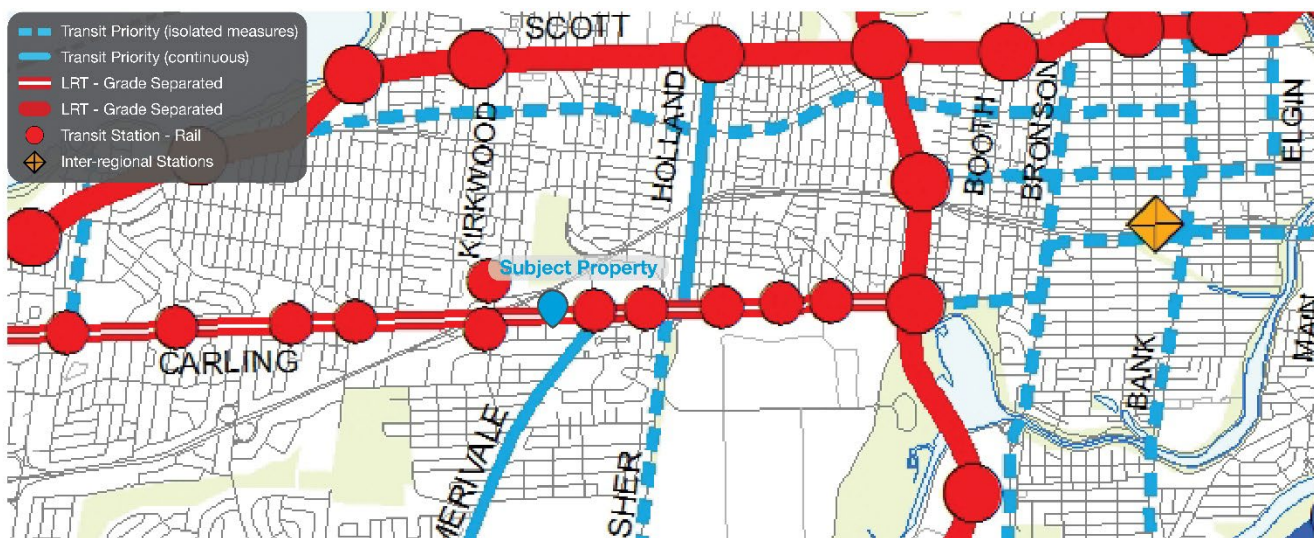 Transit Priority (isolated measures)
Transit Priority (continuous)
LRT - Grade Separated
LRT - Grade Separated
Transit Station - Rail
Inter-regional Stations
SCOTT
KIRKWOOD
HOLLAND
BOOTH
BRONSON
ELGIN
Subject Property
CARLING
MERIVALE
SHER
BANK
MAIN